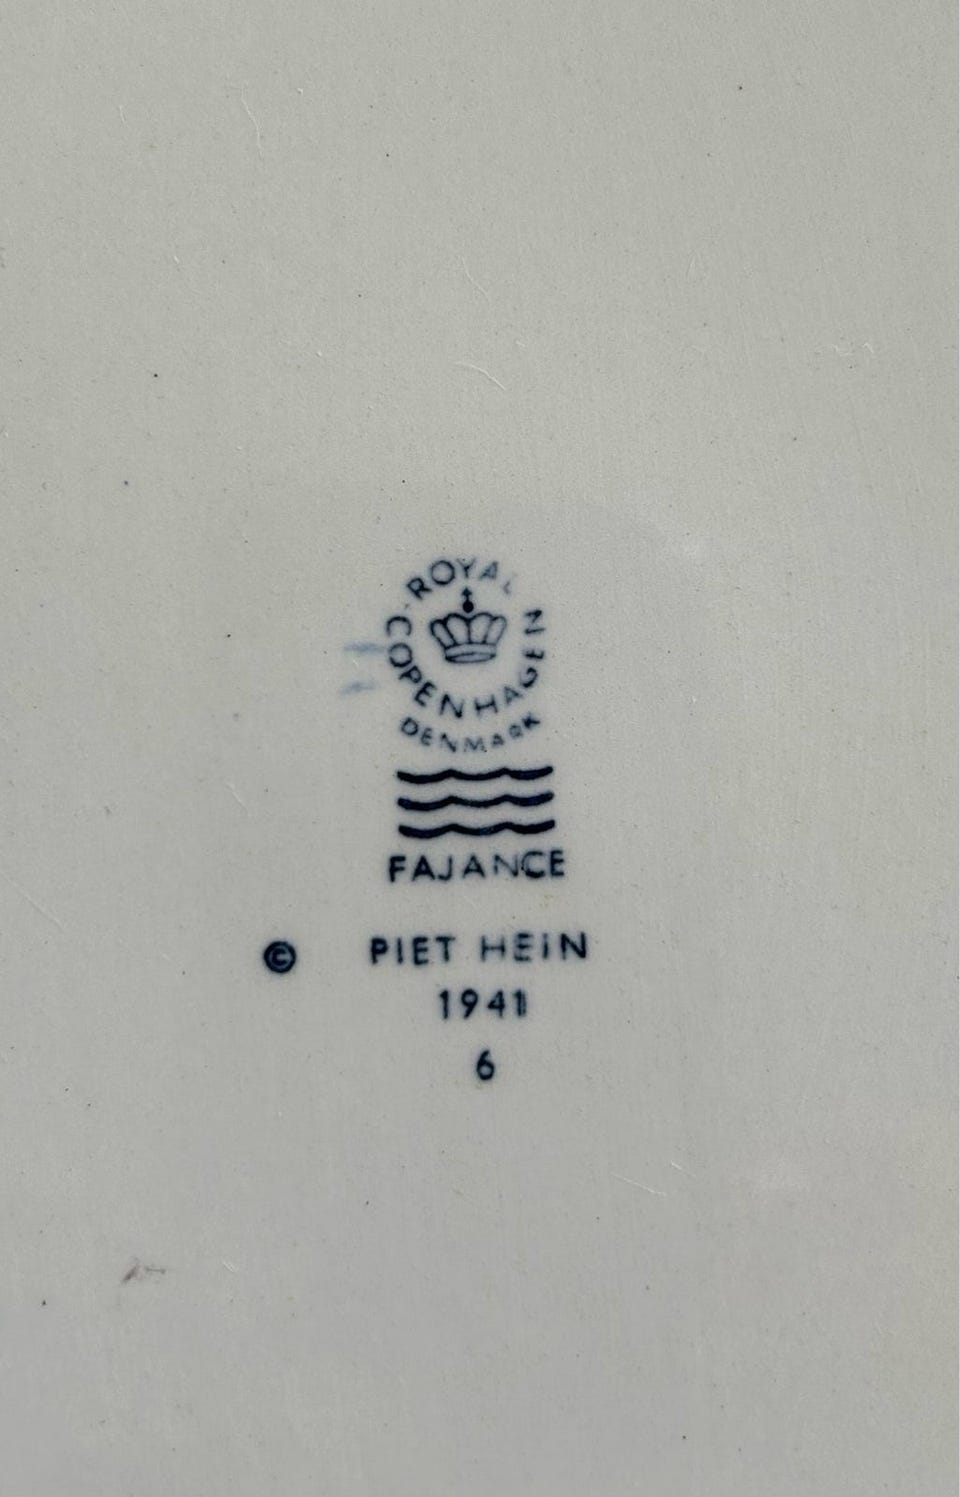 ROYAL
COPENHAGEN
DENMARK
FAJANCE
© PIET HEIN
1941
6